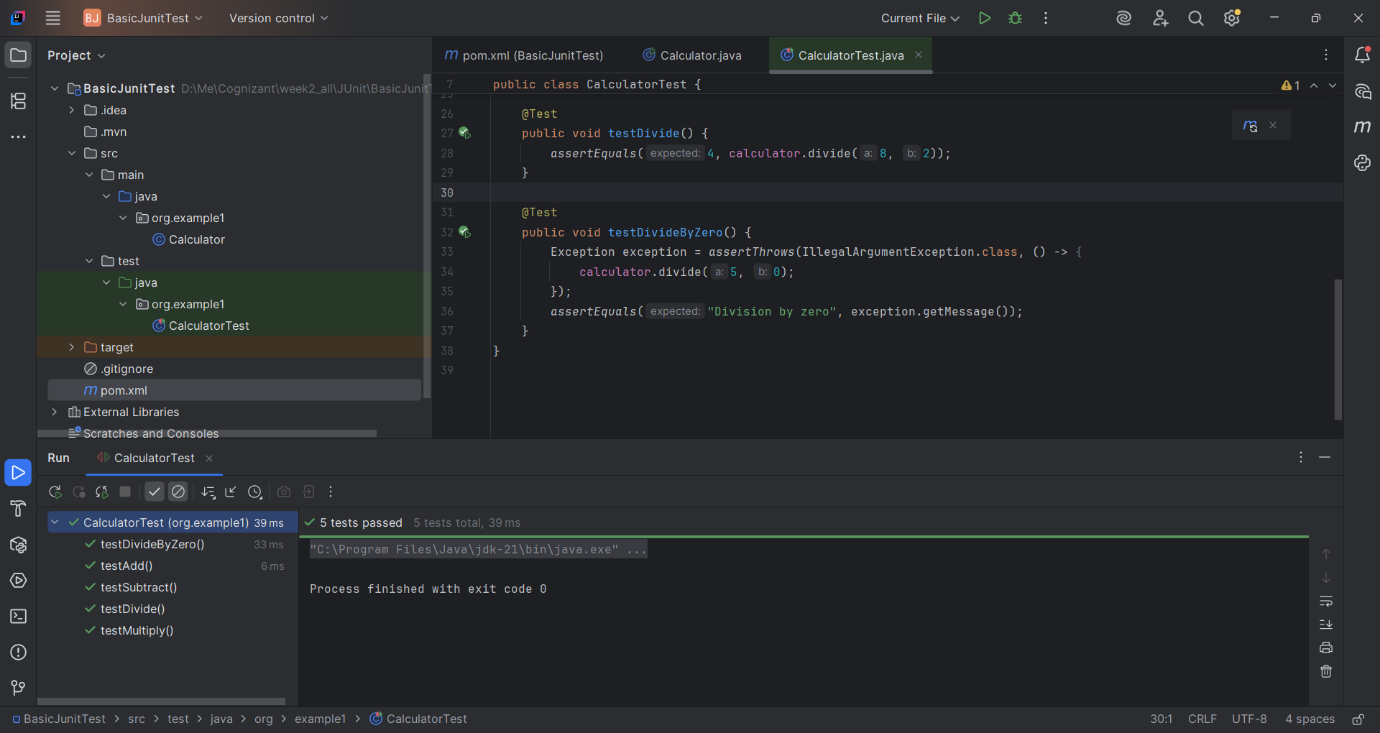 BJ BasicJunitTest Version control Current File
Project
pom.xml (BasicJunitTest) Calculator.java CalculatorTest.java
BasicJunitTest D:\Me\Cognizant\week2_all\JUnit\BasicJunitT
.idea
.mvn
src
main
java
org.example1
Calculator
test
java
org.example1
CalculatorTest
target
.gitignore
pom.xml
External Libraries
Scratches and Consoles
7 public class CalculatorTest {
1
26 @Test
27 public void testDivide() {
28 assertEquals( expected: 4, calculator.divide( a: 8, b: 2));
29 }
30
31 @Test
32 public void testDivideByZero() {
33 Exception exception = assertThrows(IllegalArgumentException.class, () -> {
34 calculator.divide( a: 5, b: 0);
35 });
36 assertEquals( expected: "Division by zero", exception.getMessage());
37 }
38 }
39
Run CalculatorTest
CalculatorTest (org.example1) 39 ms
testDivideByZero() 33 ms
testAdd() 6 ms
testSubtract()
testDivide()
testMultiply()
5 tests passed 5 tests total, 39 ms
"C:\Program Files\Java\jdk-21\bin\java.exe" ...
Process finished with exit code 0
BasicJunitTest > src > test > java > org > example1 > CalculatorTest
30:1 CRLF UTF-8 4 spaces